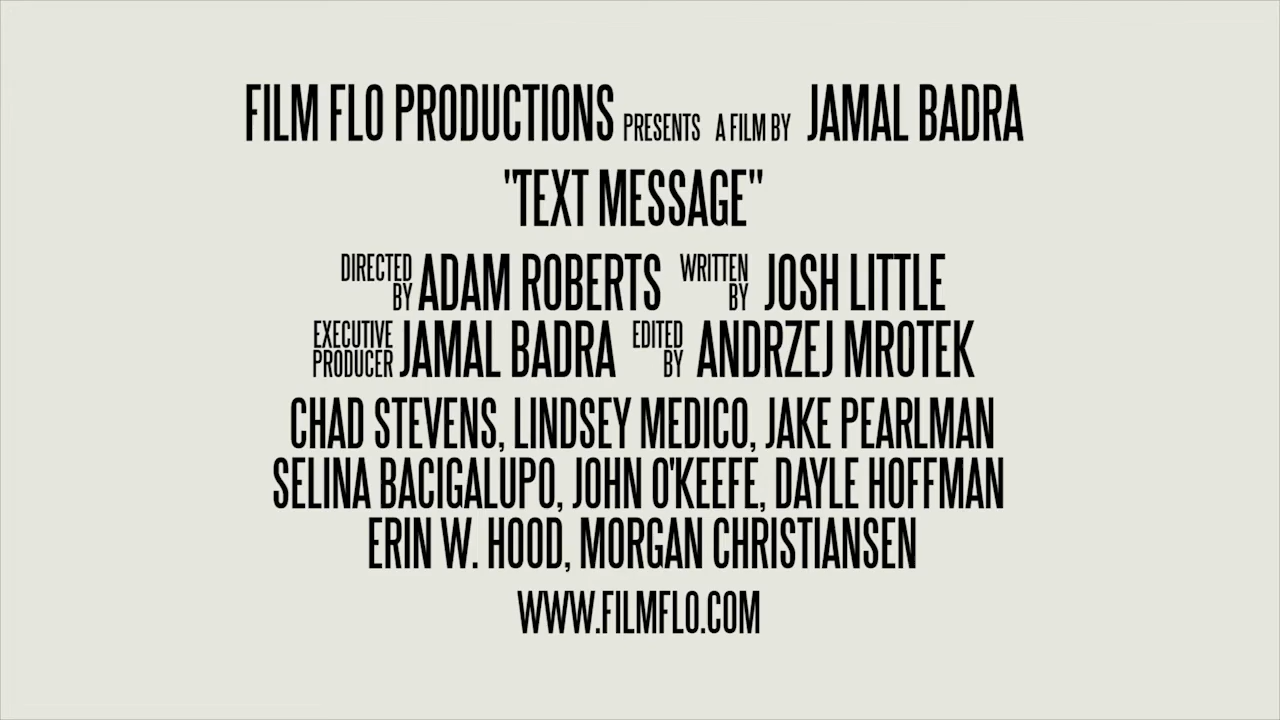 FILM FLO PRODUCTIONS PRESENTS A FILM BY JAMAL BADRA
"TEXT MESSAGE"
DIRECTED BY ADAM ROBERTS WRITTEN BY JOSH LITTLE
EXECUTIVE PRODUCER JAMAL BADRA EDITED BY ANDRZEJ MROTEK
CHAD STEVENS, LINDSEY MEDICO, JAKE PEARLMAN
SELINA BACIGALUPO, JOHN O'KEEFE, DAYLE HOFFMAN
ERIN W. HOOD, MORGAN CHRISTIANSEN
WWW.FILMFLO.COM